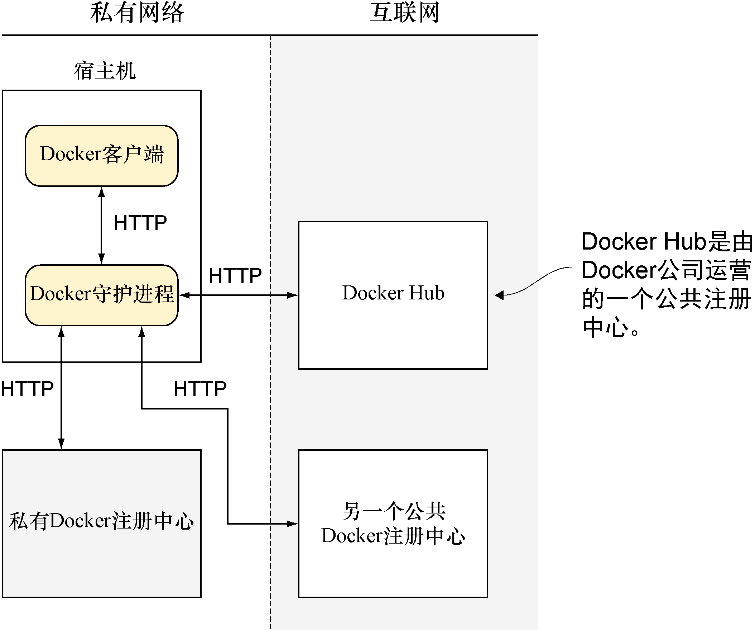 私有网络
互联网
宿主机
Docker客户端
HTTP
Docker守护进程
HTTP
Docker Hub
Docker Hub是由
Docker公司运营
的一个公共注册
中心。
HTTP
HTTP
私有Docker注册中心
另一个公共
Docker注册中心